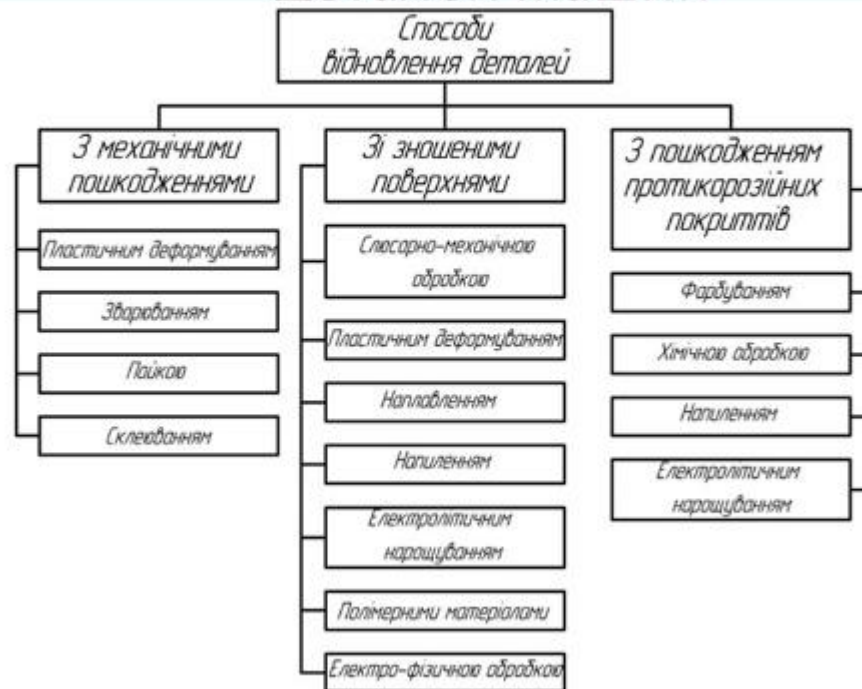 Способи
відновлення деталей
З механічними
пошкодженнями
Пластичним деформуванням
Зварюванням
Пайкою
Склеюванням
Зі зношеними
поверхнями
Слюсарно-механічною
обробкою
Пластичним деформуванням
Наплавленням
Напиленням
Електролітичним
нарощуванням
Полімерними матеріалами
Електро-фізичною обробкою
З пошкодженням
протикорозійних
покриттів
Фарбуванням
Хімічною обробкою
Напиленням
Електролітичним
нарощуванням